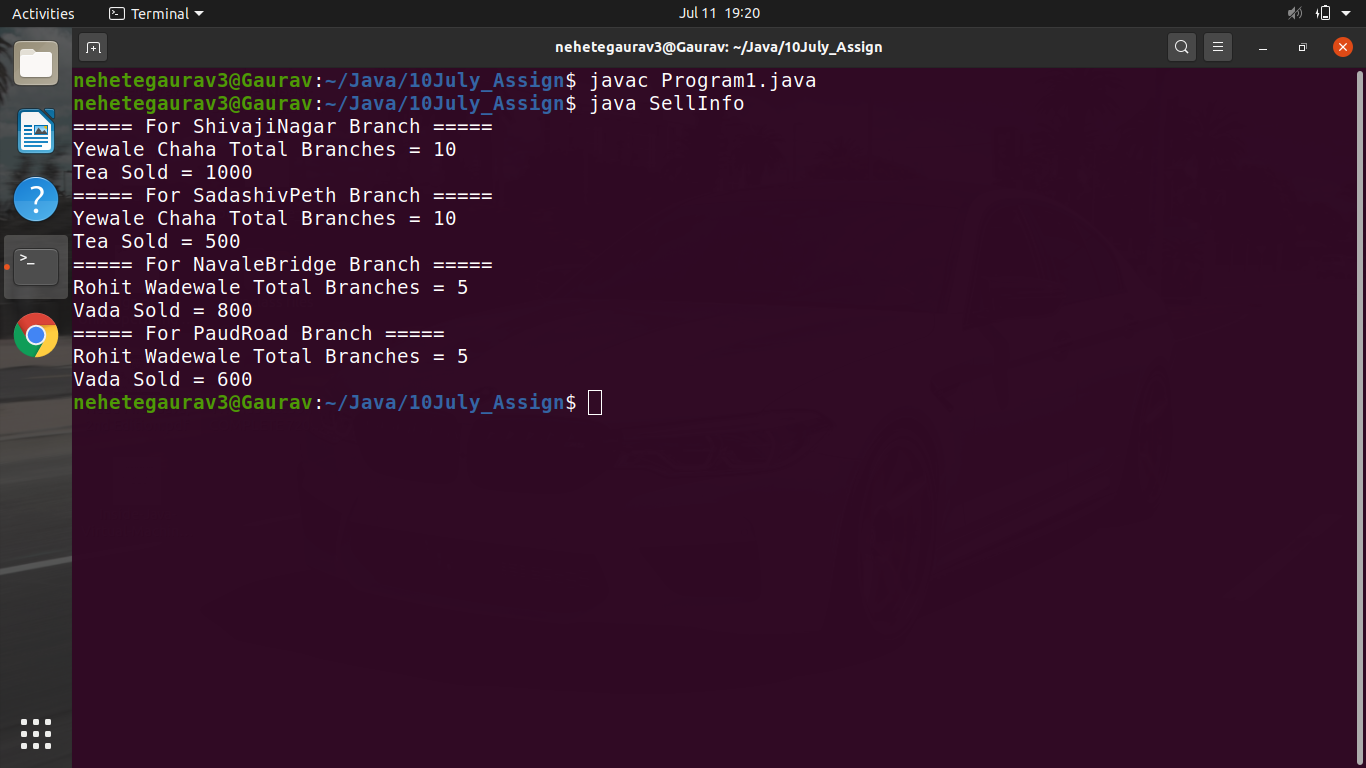 Activities
Terminal
Jul 11 19:20
nehetegaurav3@Gaurav: ~/Java/10July_Assign
nehetegaurav3@Gaurav:~/Java/10July_Assign$ javac Program1.java
nehetegaurav3@Gaurav:~/Java/10July_Assign$ java SellInfo
===== For ShivajiNagar Branch =====
Yewale Chaha Total Branches = 10
Tea Sold = 1000
===== For SadashivPeth Branch =====
Yewale Chaha Total Branches = 10
Tea Sold = 500
===== For NavaleBridge Branch =====
Rohit Wadewale Total Branches = 5
Vada Sold = 800
===== For PaudRoad Branch =====
Rohit Wadewale Total Branches = 5
Vada Sold = 600
nehetegaurav3@Gaurav:~/Java/10July_Assign$